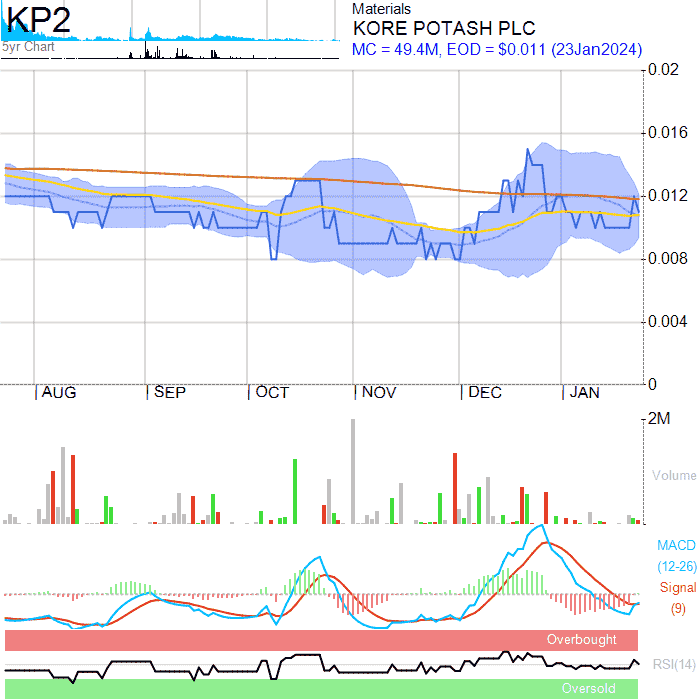 KP2
5yr Chart
Materials
KORE POTASH PLC
MC = 49.4M, EOD = $0.011 (23Jan2024)
0.02
0.016
0.012
0.008
0.004
0
AUG SEP OCT NOV DEC JAN
2M
Volume
MACD
(12-26)
Signal
(9)
Overbought
RSI(14)
Oversold